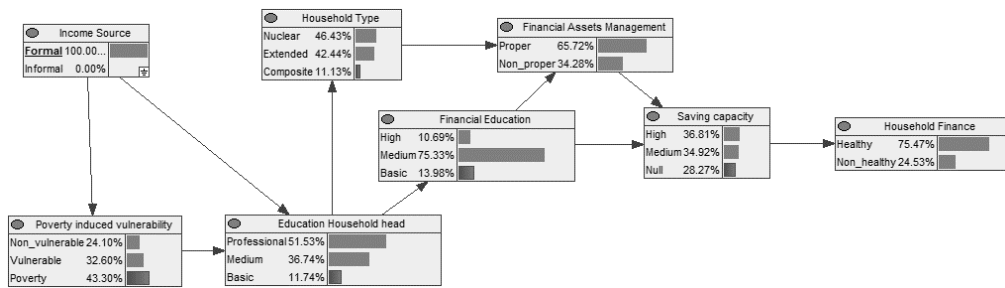 Income Source
Formal 100.00...
Informal 0.00%
Household Type
Nuclear 46.43%
Extended 42.44%
Composite 11.13%
Financial Assets Management
Proper 65.72%
Non_proper 34.28%
Financial Education
High 10.69%
Medium 75.33%
Basic 13.98%
Saving capacity
High 36.81%
Medium 34.92%
Null 28.27%
Household Finance
Healthy 75.47%
Non_healthy 24.53%
Poverty induced vulnerability
Non_vulnerable 24.10%
Vulnerable 32.60%
Poverty 43.30%
Education Household head
Professional 51.53%
Medium 36.74%
Basic 11.74%